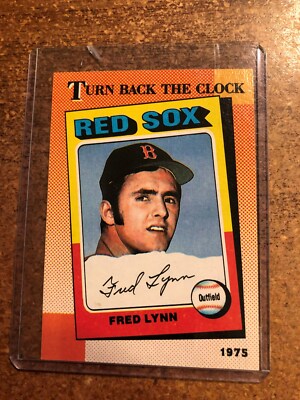 TURN BACK THE CLOCK
RED SOX
B
Fred Lynn
Outfield
FRED LYNN
1975